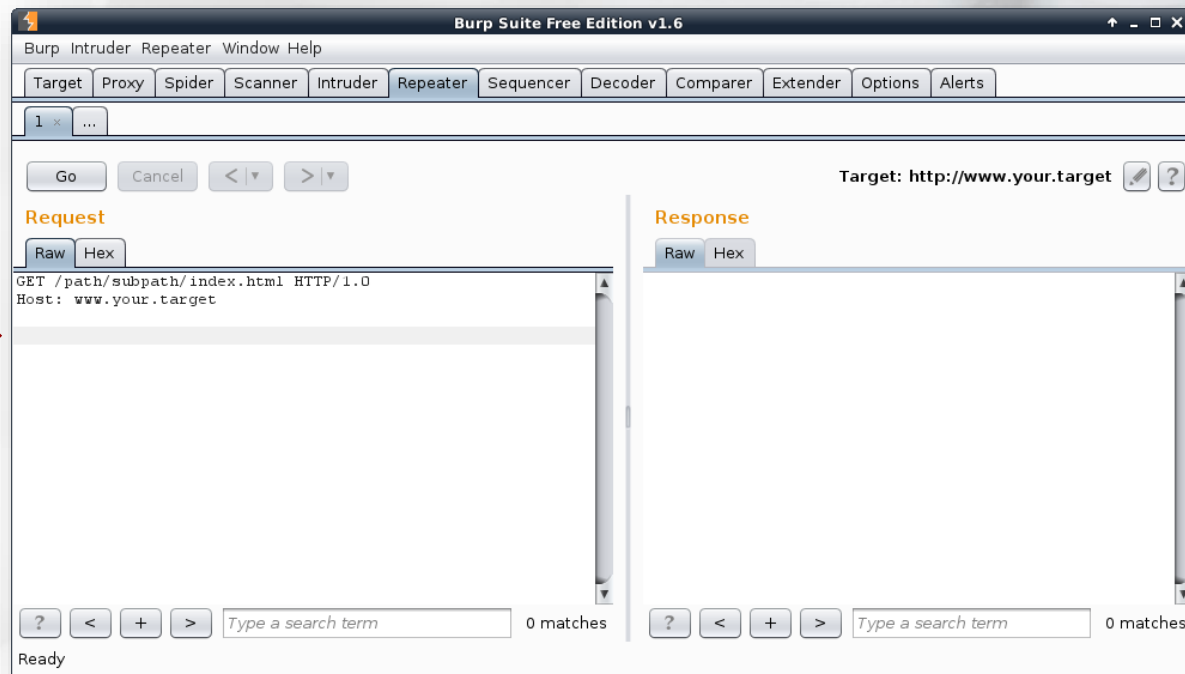 Burp Suite Free Edition v1.6
Burp Intruder Repeater Window Help
Target Proxy Spider Scanner Intruder Repeater Sequencer Decoder Comparer Extender Options Alerts
1 × ...
Go Cancel < > Target: http://www.your.target ?
Request Response
Raw Hex Raw Hex
GET /path/subpath/index.html HTTP/1.0
Host: www.your.target
? < + > Type a search term 0 matches ? < + > Type a search term 0 matches
Ready